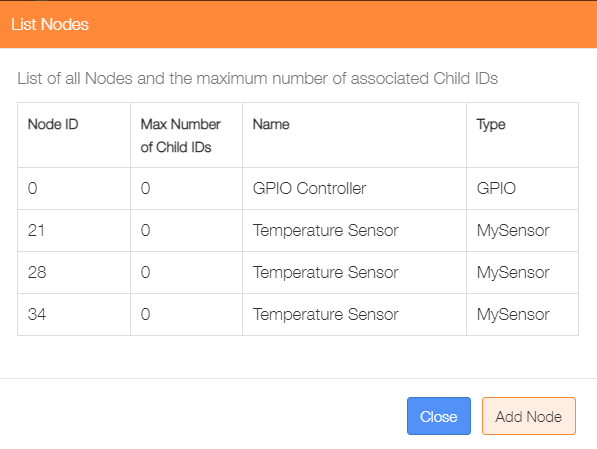 List Nodes
List of all Nodes and the maximum number of associated Child IDs
Node ID Max Number of Child IDs Name Type
0 0 GPIO Controller GPIO
21 0 Temperature Sensor MySensor
28 0 Temperature Sensor MySensor
34 0 Temperature Sensor MySensor
Close Add Node